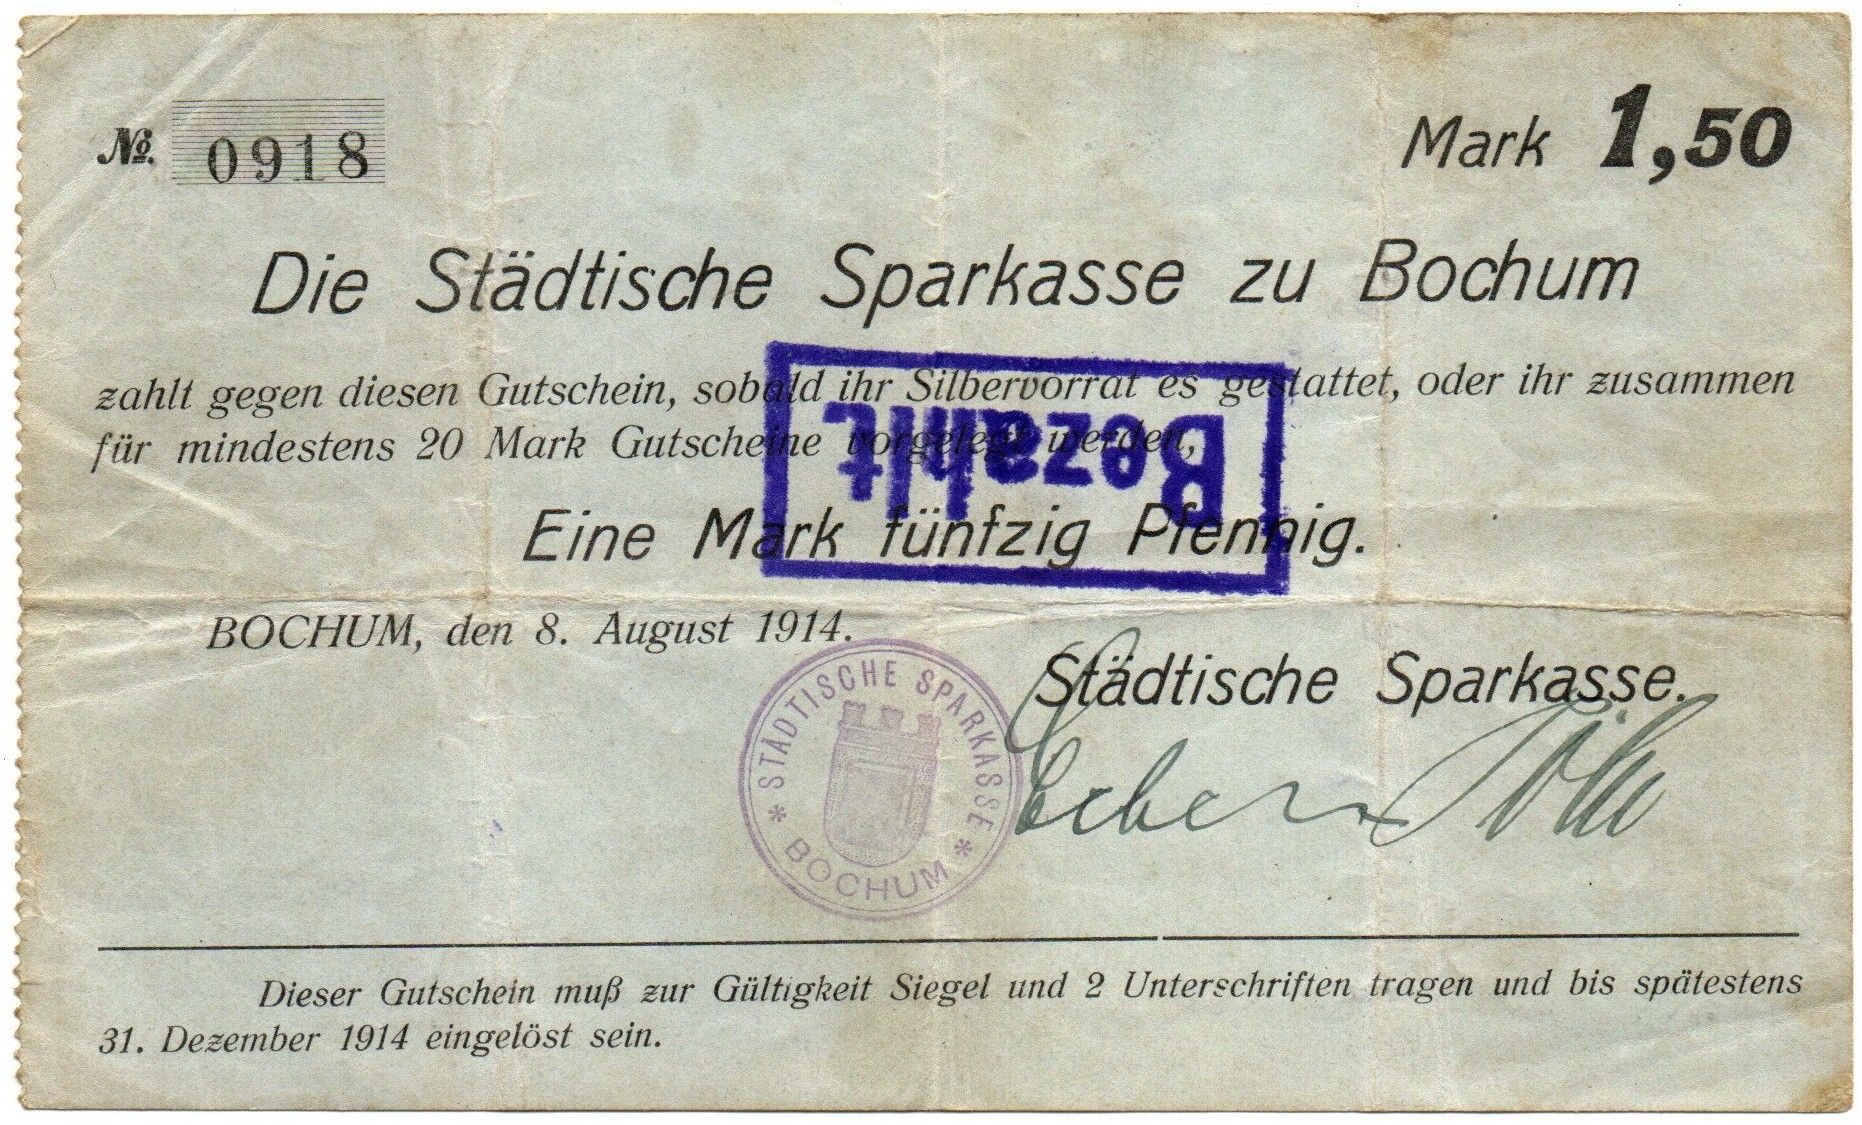 №. 0918
Mark 1,50
Die Städtische Sparkasse zu Bochum
zahlt gegen diesen Gutschein, sobald ihr Silbervorrat es gestattet, oder ihr zusammen
für mindestens 20 Mark Gutscheine vorgelegt werden,
Bezahlt.
Eine Mark fünfzig Pfennig.
BOCHUM, den 8. August 1914.
Städtische Sparkasse.
* STÄDTISCHE SPARKASSE *
BOCHUM
Dieser Gutschein muß zur Gültigkeit Siegel und 2 Unterschriften tragen und bis spätestens
31. Dezember 1914 eingelöst sein.